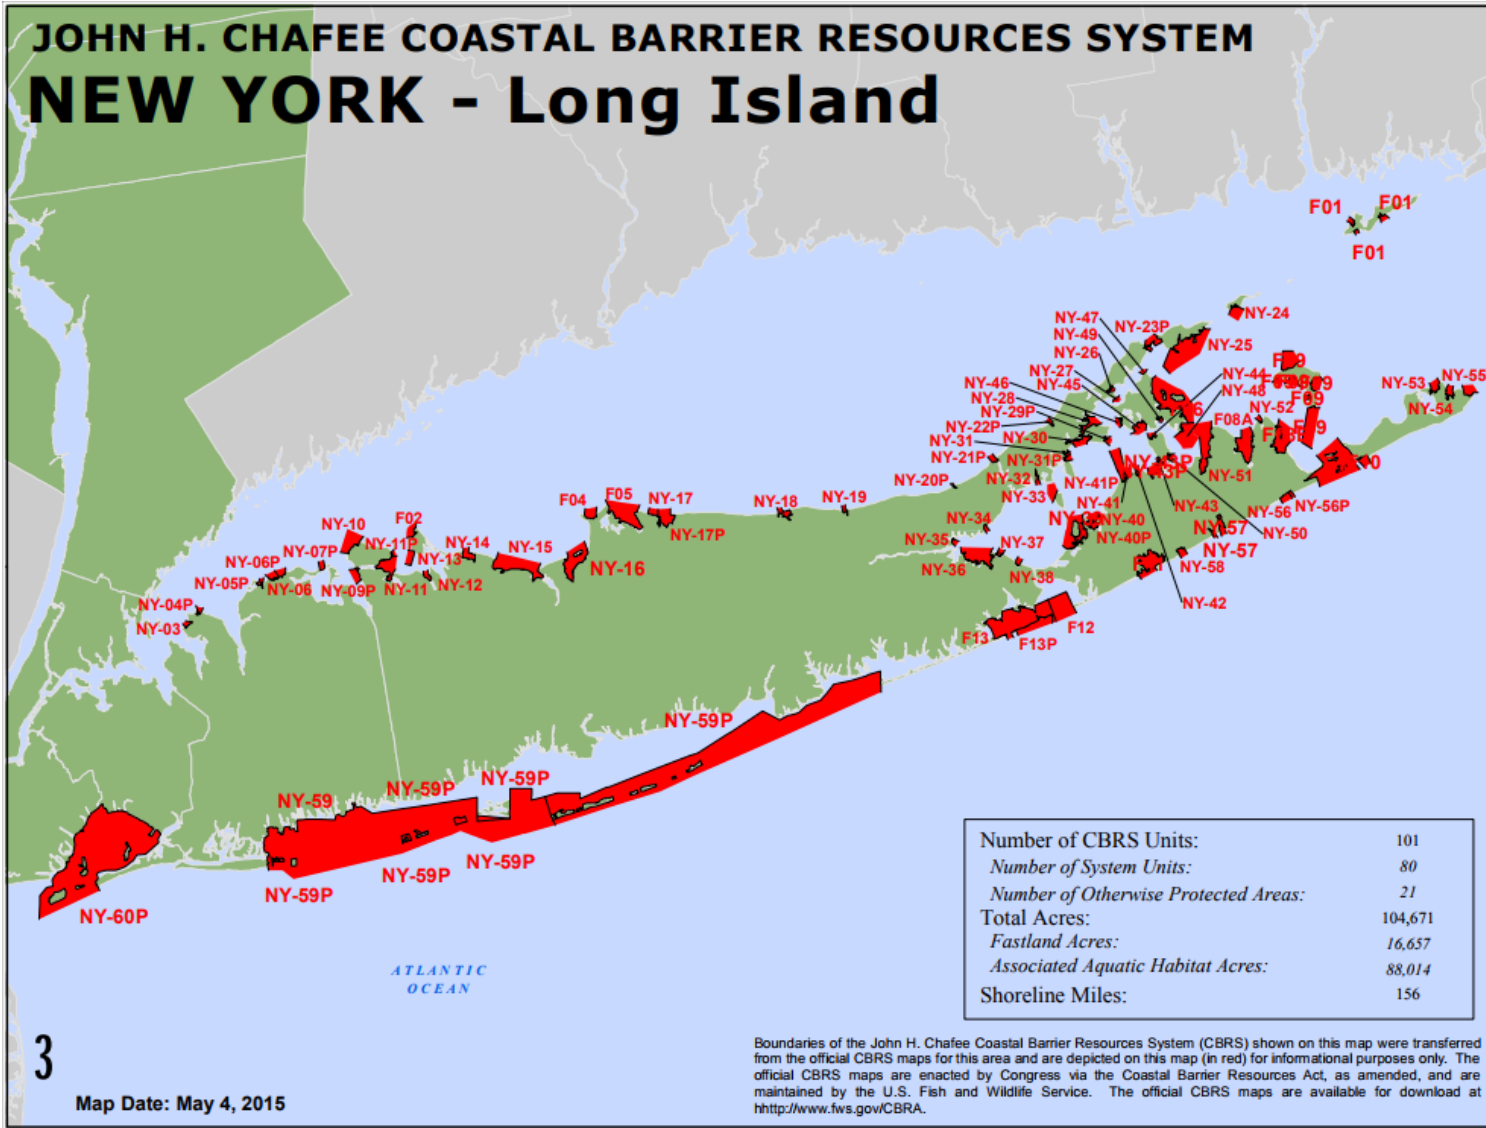 JOHN H. CHAFEE COASTAL BARRIER RESOURCES SYSTEM
NEW YORK - Long Island
F01
F01
F01
NY-24
NY-47
NY-23P
NY-49
NY-25
NY-26
NY-27
NY-44
NY-46
NY-45
NY-48
NY-28
NY-29P
NY-22P
NY-30
NY-31
NY-21P
NY-31P
NY-32
NY-20P
NY-33
NY-41P
NY-41
NY-40
NY-40P
F09
F09
F09
F09
F08A
NY-52
NY-51
NY-53
NY-55
NY-54
NY-43
NY-56
NY-56P
NY-50
NY-57
NY-57
NY-58
NY-42
F04
F05
NY-17
NY-17P
NY-18
NY-19
NY-34
NY-35
NY-37
NY-36
NY-38
F02
NY-10
NY-11P
NY-14
NY-13
NY-15
NY-16
NY-07P
NY-06P
NY-05P
NY-06
NY-09P
NY-11
NY-12
NY-04P
NY-03
F12
F13
F13P
NY-59P
NY-59P
NY-59P
NY-59
NY-59P
NY-59P
NY-59P
NY-60P
ATLANTIC
OCEAN
Number of CBRS Units: 101
Number of System Units: 80
Number of Otherwise Protected Areas: 21
Total Acres: 104,671
Fastland Acres: 16,657
Associated Aquatic Habitat Acres: 88,014
Shoreline Miles: 156
3
Map Date: May 4, 2015
Boundaries of the John H. Chafee Coastal Barrier Resources System (CBRS) shown on this map were transferred
from the official CBRS maps for this area and are depicted on this map (in red) for informational purposes only. The
official CBRS maps are enacted by Congress via the Coastal Barrier Resources Act, as amended, and are
maintained by the U.S. Fish and Wildlife Service. The official CBRS maps are available for download at
hhttp://www.fws.gov/CBRA.